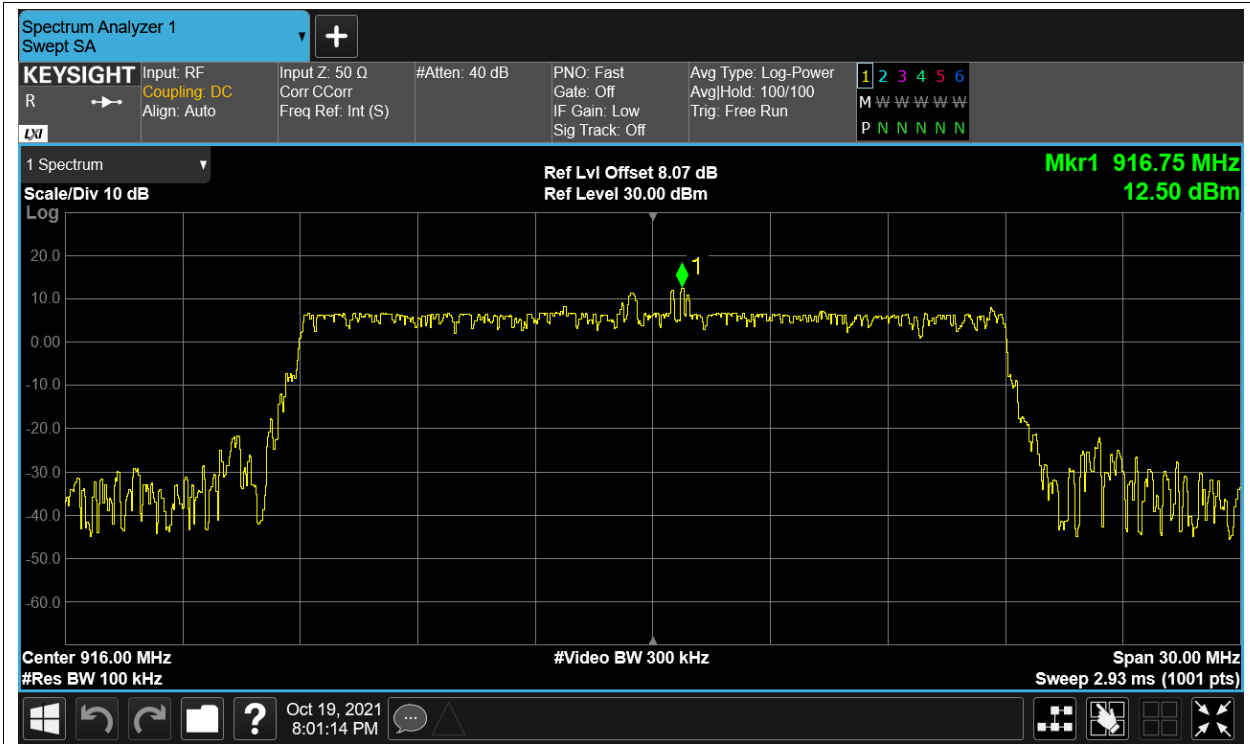 Spectrum Analyzer 1
Swept SA
KEYSIGHT
R
LXI
Input: RF
Coupling: DC
Align: Auto
Input Z: 50 Ω
Corr CCorr
Freq Ref: Int (S)
#Atten: 40 dB
PNO: Fast
Gate: Off
IF Gain: Low
Sig Track: Off
Avg Type: Log-Power
Avg|Hold: 100/100
Trig: Free Run
1 2 3 4 5 6
M W W W W W
P N N N N N
1 Spectrum
Scale/Div 10 dB
Log
Ref Lvl Offset 8.07 dB
Ref Level 30.00 dBm
Mkr1 916.75 MHz
12.50 dBm
20.0
1
10.0
0.00
-10.0
-20.0
-30.0
-40.0
-50.0
-60.0
Center 916.00 MHz
#Video BW 300 kHz
Span 30.00 MHz
#Res BW 100 kHz
Sweep 2.93 ms (1001 pts)
?
Oct 19, 2021
8:01:14 PM